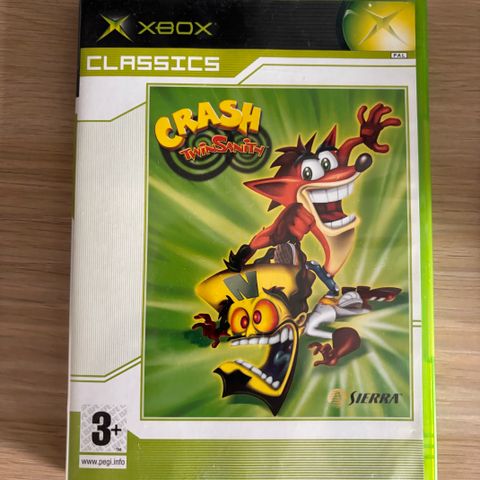 XBOX
PAL
CLASSICS
CRASH
TWINSANITY
N
SIERRA
3+
www.pegi.info